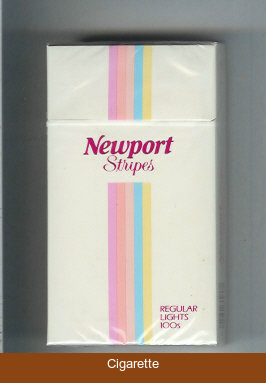 Newport
Stripes
REGULAR
LIGHTS
100s
Cigarette